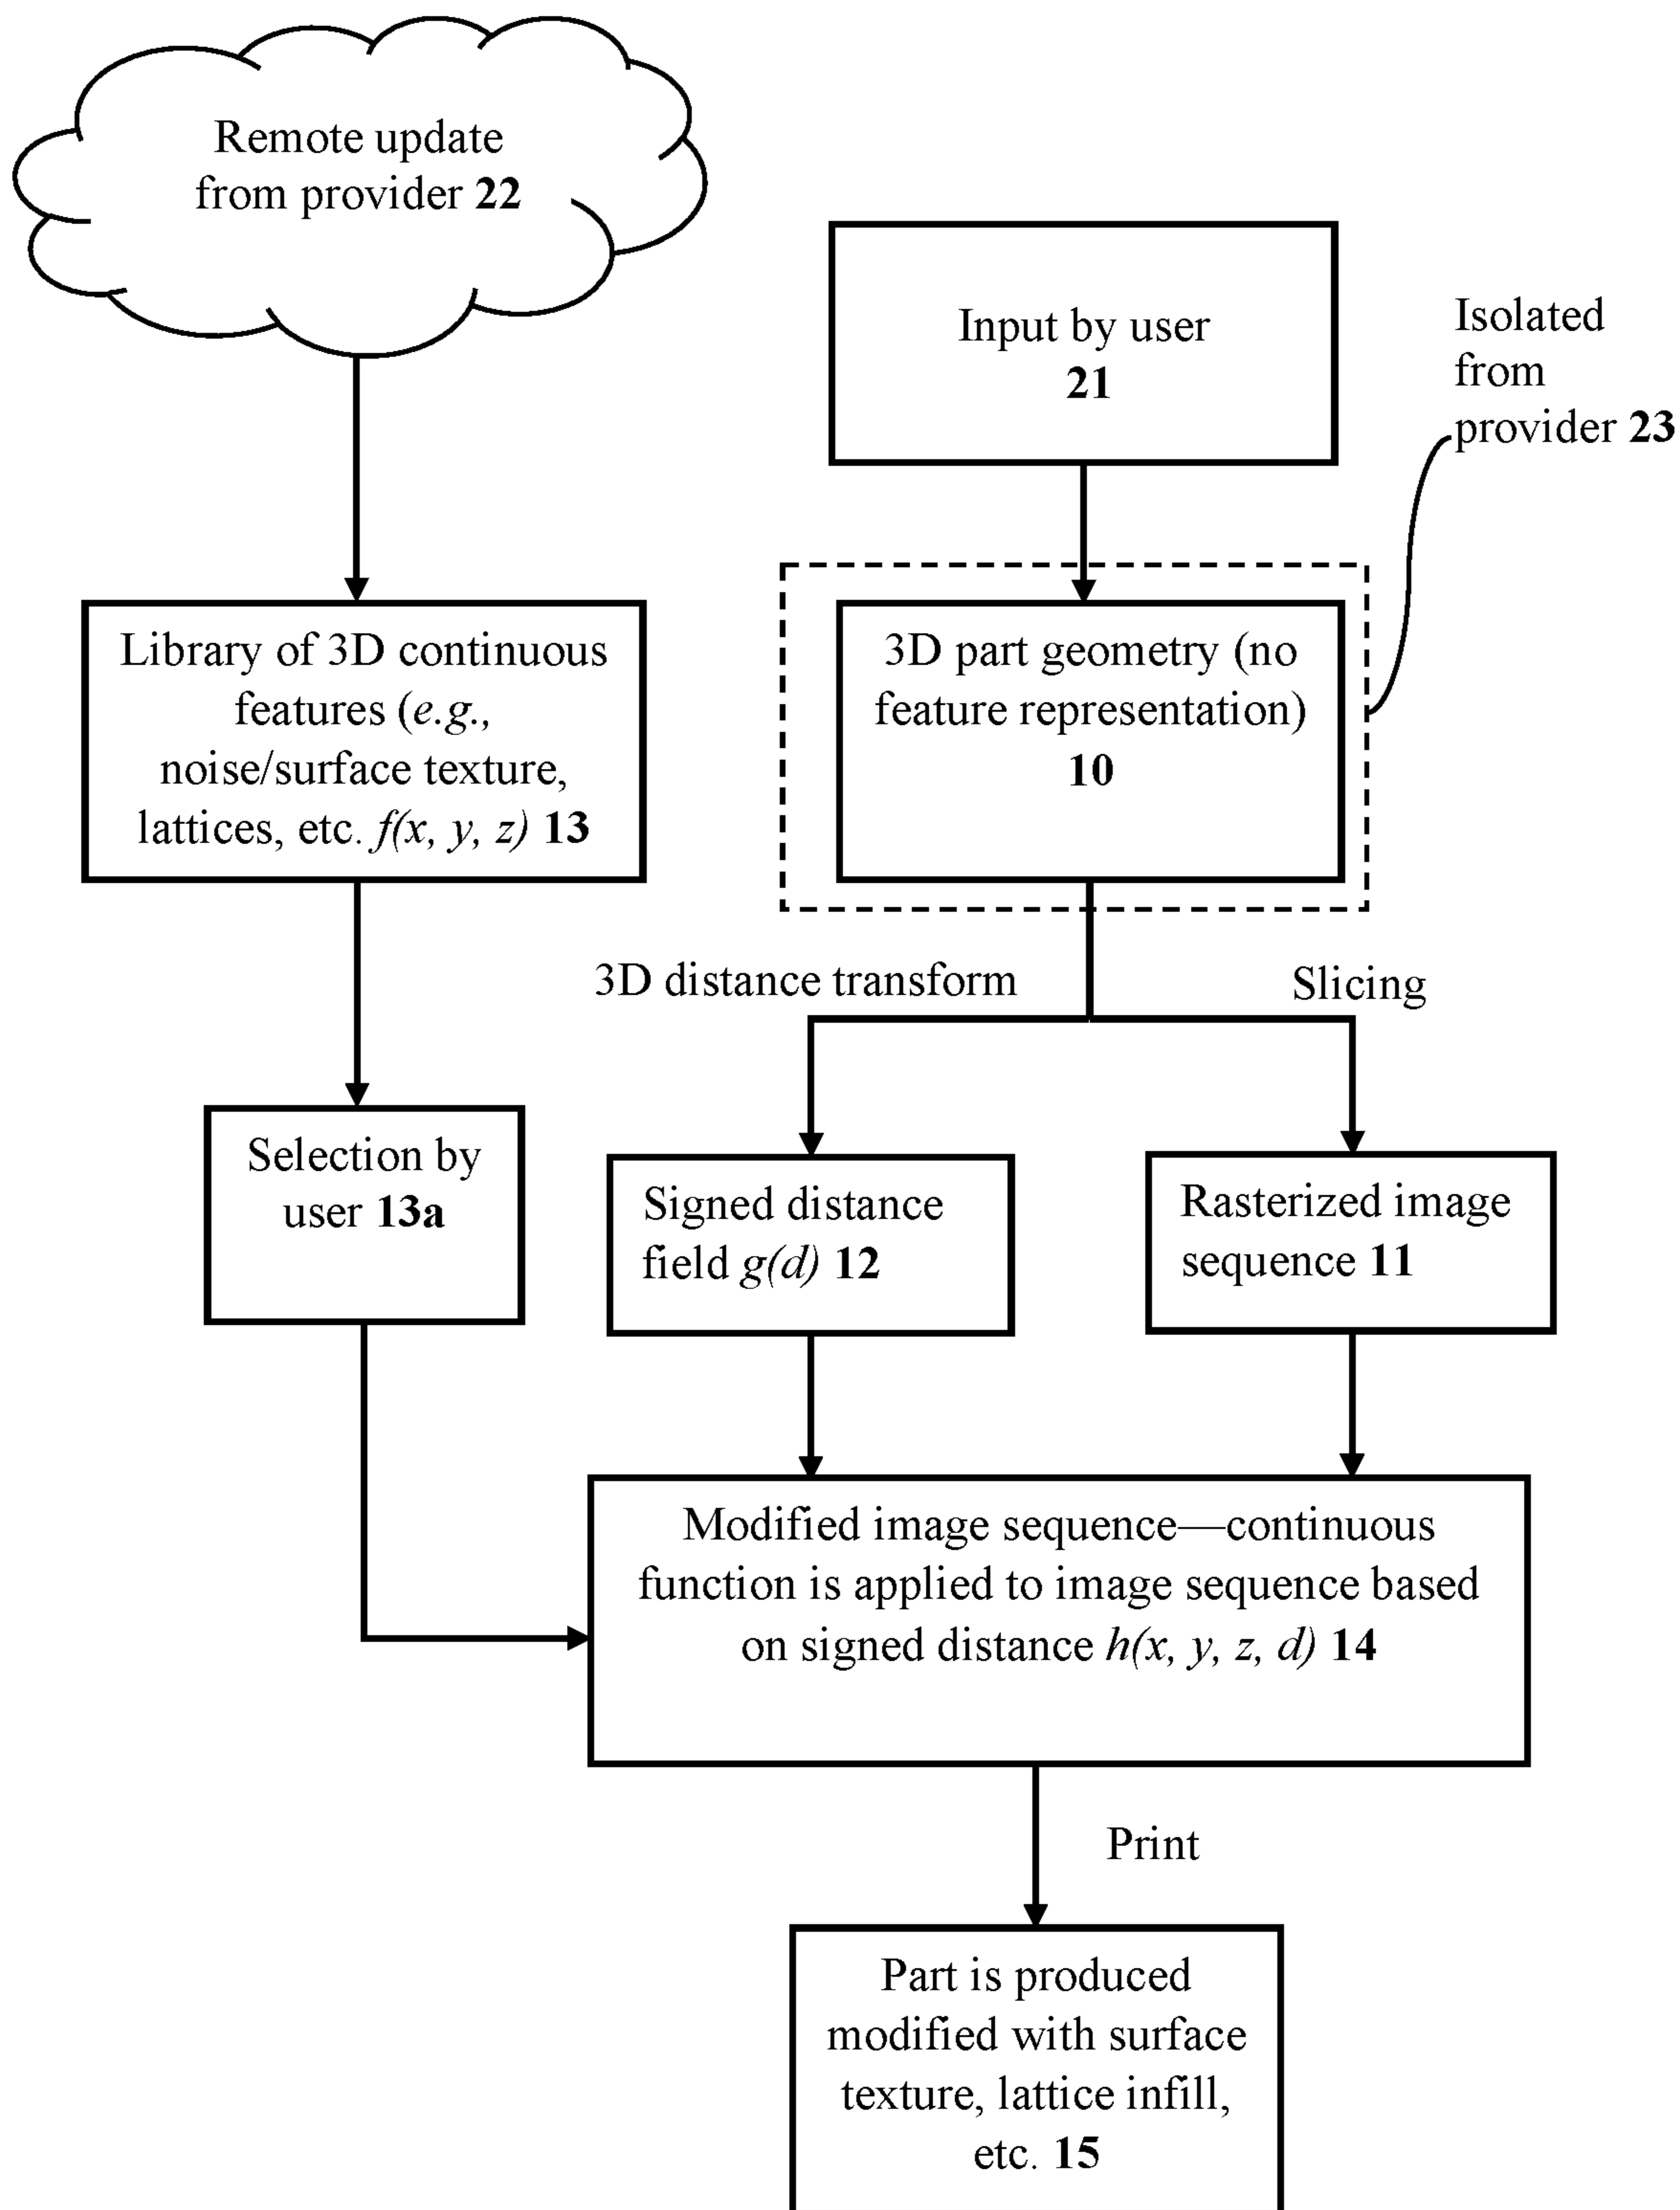 Remote update
from provider 22
Input by user
21
Isolated
from
provider 23
Library of 3D continuous
features (e.g.,
noise/surface texture,
lattices, etc. f(x, y, z) 13
3D part geometry (no
feature representation)
10
3D distance transform
Slicing
Selection by
user 13a
Signed distance
field g(d) 12
Rasterized image
sequence 11
Modified image sequence—continuous
function is applied to image sequence based
on signed distance h(x, y, z, d) 14
Print
Part is produced
modified with surface
texture, lattice infill,
etc. 15